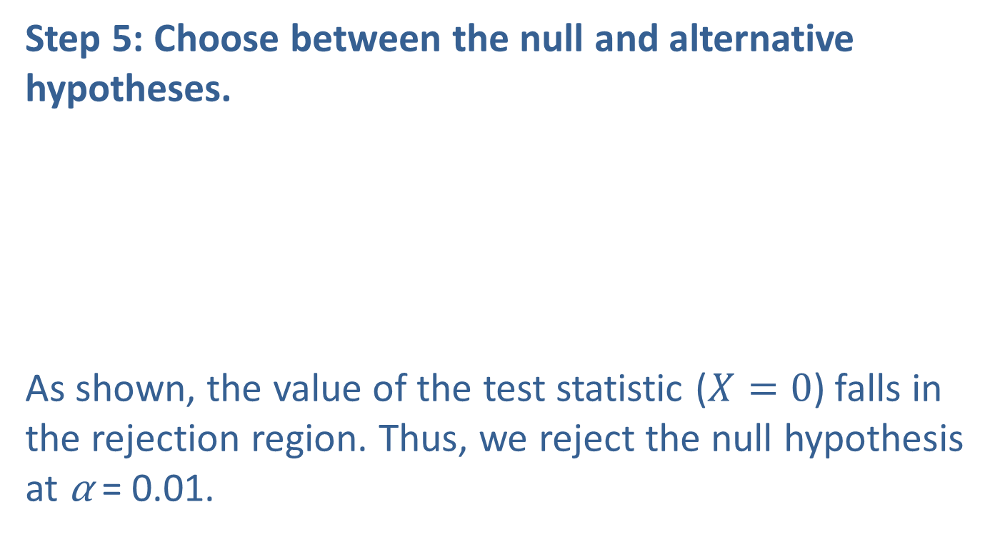 Step 5: Choose between the null and alternative
hypotheses.
As shown, the value of the test statistic (𝑋 = 0) falls in
the rejection region. Thus, we reject the null hypothesis
at α = 0.01.